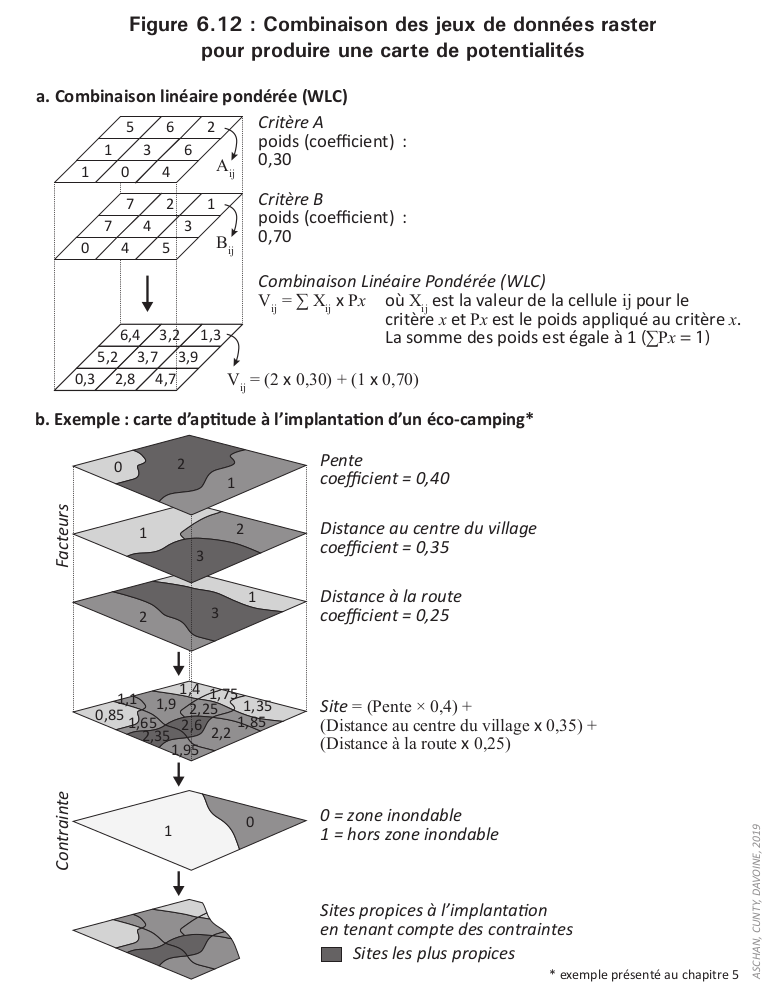 Figure 6.12 : Combinaison des jeux de données raster
pour produire une carte de potentialités
a. Combinaison linéaire pondérée (WLC)
5 6 2
1 3 6
1 0 4
A ij
Critère A
poids (coefficient) :
0,30
7 2 1
7 4 3
0 4 5
B ij
Critère B
poids (coefficient) :
0,70
Combinaison Linéaire Pondérée (WLC)
V ij = ∑ X ij x Px où X ij est la valeur de la cellule ij pour le
critère x et Px est le poids appliqué au critère x.
La somme des poids est égale à 1 (∑Px = 1)
6,4 3,2 1,3
5,2 3,7 3,9
0,3 2,8 4,7
V ij = (2 x 0,30) + (1 x 0,70)
b. Exemple : carte d'aptitude à l'implantation d'un éco-camping*
Facteurs
0 2 1
Pente
coefficient = 0,40
1 2 3
Distance au centre du village
coefficient = 0,35
1 2 3
Distance à la route
coefficient = 0,25
1,4
1,1 1,75
1,9 1,35
0,85 2,25
1,65 2,6 1,85
2,35 2,2
1,95
Site = (Pente × 0,4) +
(Distance au centre du village x 0,35) +
(Distance à la route x 0,25)
Contrainte
1 0
0 = zone inondable
1 = hors zone inondable
Sites propices à l'implantation
en tenant compte des contraintes
Sites les plus propices
* exemple présenté au chapitre 5
ASCHAN, CUNTY, DAVOINE, 2019